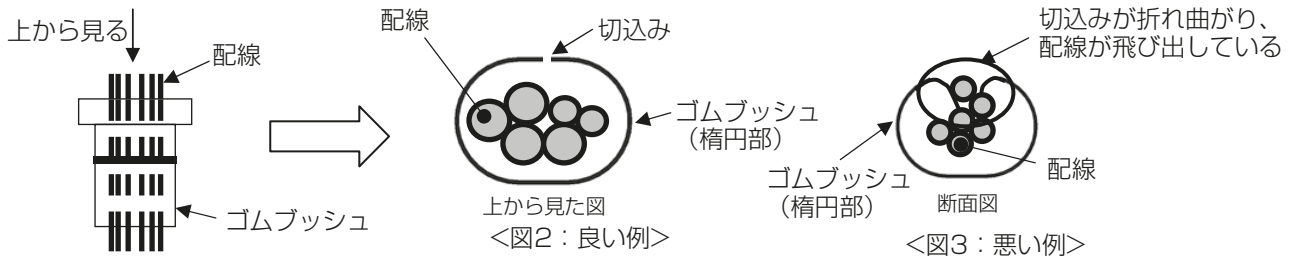 上から見る
配線
ゴムブッシュ
配線
切込み
ゴムブッシュ
（楕円部）
上から見た図
＜図2：良い例＞
切込みが折れ曲がり、
配線が飛び出している
ゴムブッシュ
（楕円部）
配線
断面図
＜図3：悪い例＞